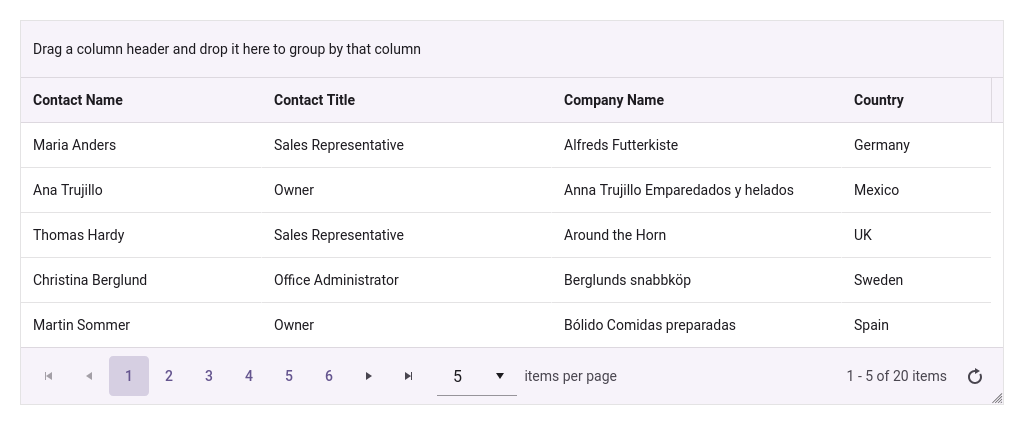 Drag a column header and drop it here to group by that column
Contact Name Contact Title Company Name Country
Maria Anders Sales Representative Alfreds Futterkiste Germany
Ana Trujillo Owner Anna Trujillo Emparedados y helados Mexico
Thomas Hardy Sales Representative Around the Horn UK
Christina Berglund Office Administrator Berglunds snabbköp Sweden
Martin Sommer Owner Bólido Comidas preparadas Spain
1 2 3 4 5 6 5 items per page 1 - 5 of 20 items